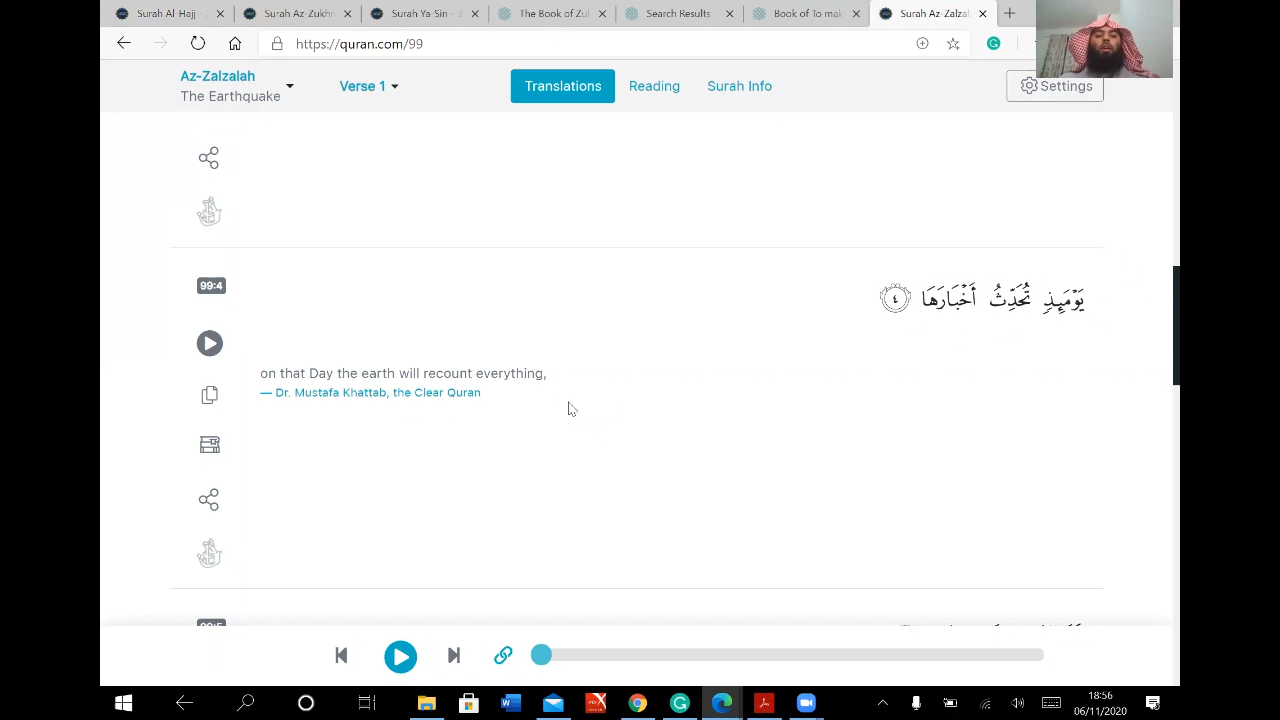 Surah Al-Hajj -
Surah Az-Zukhr
Surah Ya-Sin - S
The Book of Zul
Search Results
Book of To mak
Surah Az-Zalzal
https://quran.com/99
Az-Zalzalah
The Earthquake
Verse 1
Translations
Reading
Surah Info
Settings
99:4
يَوْمَئِذٍ تُحَدِّثُ أَخْبَارَهَا ٤
on that Day the earth will recount everything,
— Dr. Mustafa Khattab, the Clear Quran
18:56
06/11/2020